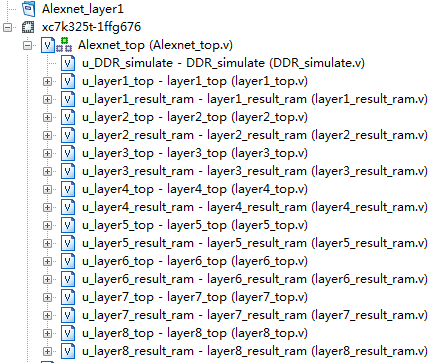 Alexnet_layer1
xc7k325t-1ffg676
Alexnet_top (Alexnet_top.v)
u_DDR_simulate - DDR_simulate (DDR_simulate.v)
u_layer1_top - layer1_top (layer1_top.v)
u_layer1_result_ram - layer1_result_ram (layer1_result_ram.v)
u_layer2_top - layer2_top (layer2_top.v)
u_layer2_result_ram - layer2_result_ram (layer2_result_ram.v)
u_layer3_top - layer3_top (layer3_top.v)
u_layer3_result_ram - layer3_result_ram (layer3_result_ram.v)
u_layer4_top - layer4_top (layer4_top.v)
u_layer4_result_ram - layer4_result_ram (layer4_result_ram.v)
u_layer5_top - layer5_top (layer5_top.v)
u_layer5_result_ram - layer5_result_ram (layer5_result_ram.v)
u_layer6_top - layer6_top (layer6_top.v)
u_layer6_result_ram - layer6_result_ram (layer6_result_ram.v)
u_layer7_top - layer7_top (layer7_top.v)
u_layer7_result_ram - layer7_result_ram (layer7_result_ram.v)
u_layer8_top - layer8_top (layer8_top.v)
u_layer8_result_ram - layer8_result_ram (layer8_result_ram.v)